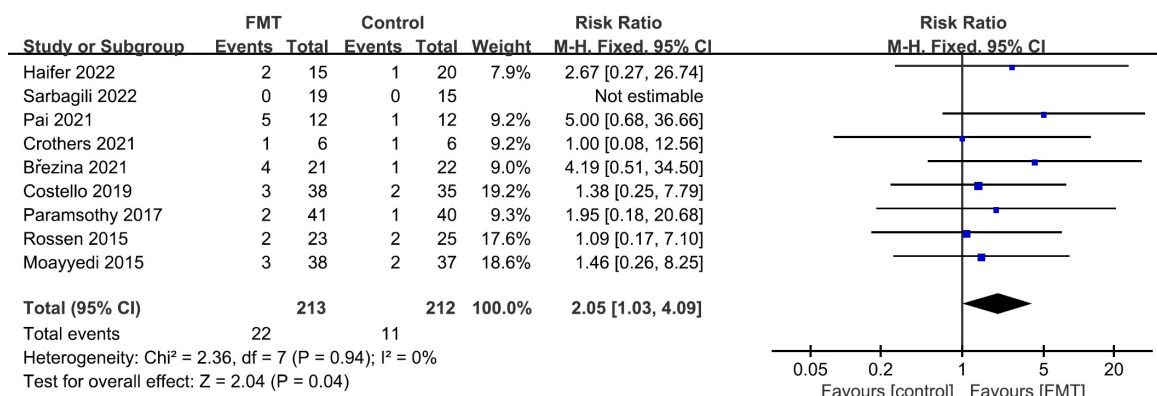 FMT Control Risk Ratio Risk Ratio
Study or Subgroup Events Total Events Total Weight M-H. Fixed. 95% CI M-H. Fixed. 95% CI
Haifer 2022 2 15 1 20 7.9% 2.67 [0.27, 26.74]
Sarbagili 2022 0 19 0 15 Not estimable
Pai 2021 5 12 1 12 9.2% 5.00 [0.68, 36.66]
Crothers 2021 1 6 1 6 9.2% 1.00 [0.08, 12.56]
Březina 2021 4 21 1 22 9.0% 4.19 [0.51, 34.50]
Costello 2019 3 38 2 35 19.2% 1.38 [0.25, 7.79]
Paramsothy 2017 2 41 1 40 9.3% 1.95 [0.18, 20.68]
Rossen 2015 2 23 2 25 17.6% 1.09 [0.17, 7.10]
Moayyedi 2015 3 38 2 37 18.6% 1.46 [0.26, 8.25]
Total (95% CI) 213 212 100.0% 2.05 [1.03, 4.09]
Total events 22 11
Heterogeneity: Chi² = 2.36, df = 7 (P = 0.94); I² = 0%
Test for overall effect: Z = 2.04 (P = 0.04)
0.05 0.2 1 5 20
Favours [control] Favours [FMT]